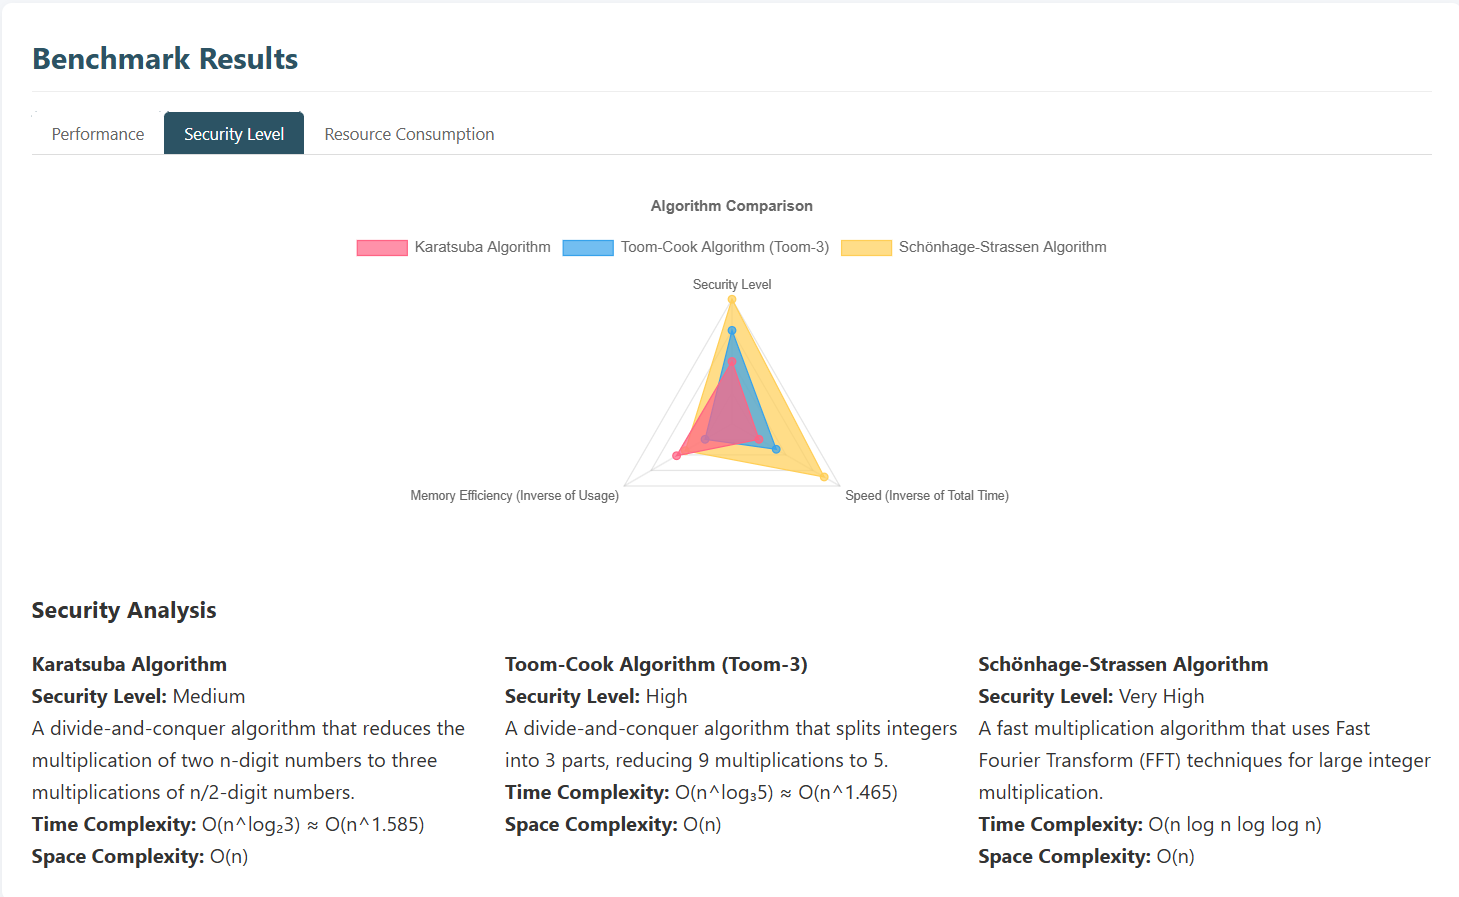 Benchmark Results
Performance
Security Level
Resource Consumption
Algorithm Comparison
Karatsuba Algorithm
Toom-Cook Algorithm (Toom-3)
Schönhage-Strassen Algorithm
Security Level
Memory Efficiency (Inverse of Usage)
Speed (Inverse of Total Time)
Security Analysis
Karatsuba Algorithm
Security Level: Medium
A divide-and-conquer algorithm that reduces the
multiplication of two n-digit numbers to three
multiplications of n/2-digit numbers.
Time Complexity: O(n^log₂3) ≈ O(n^1.585)
Space Complexity: O(n)
Toom-Cook Algorithm (Toom-3)
Security Level: High
A divide-and-conquer algorithm that splits integers
into 3 parts, reducing 9 multiplications to 5.
Time Complexity: O(n^log₃5) ≈ O(n^1.465)
Space Complexity: O(n)
Schönhage-Strassen Algorithm
Security Level: Very High
A fast multiplication algorithm that uses Fast
Fourier Transform (FFT) techniques for large integer
multiplication.
Time Complexity: O(n log n log log n)
Space Complexity: O(n)